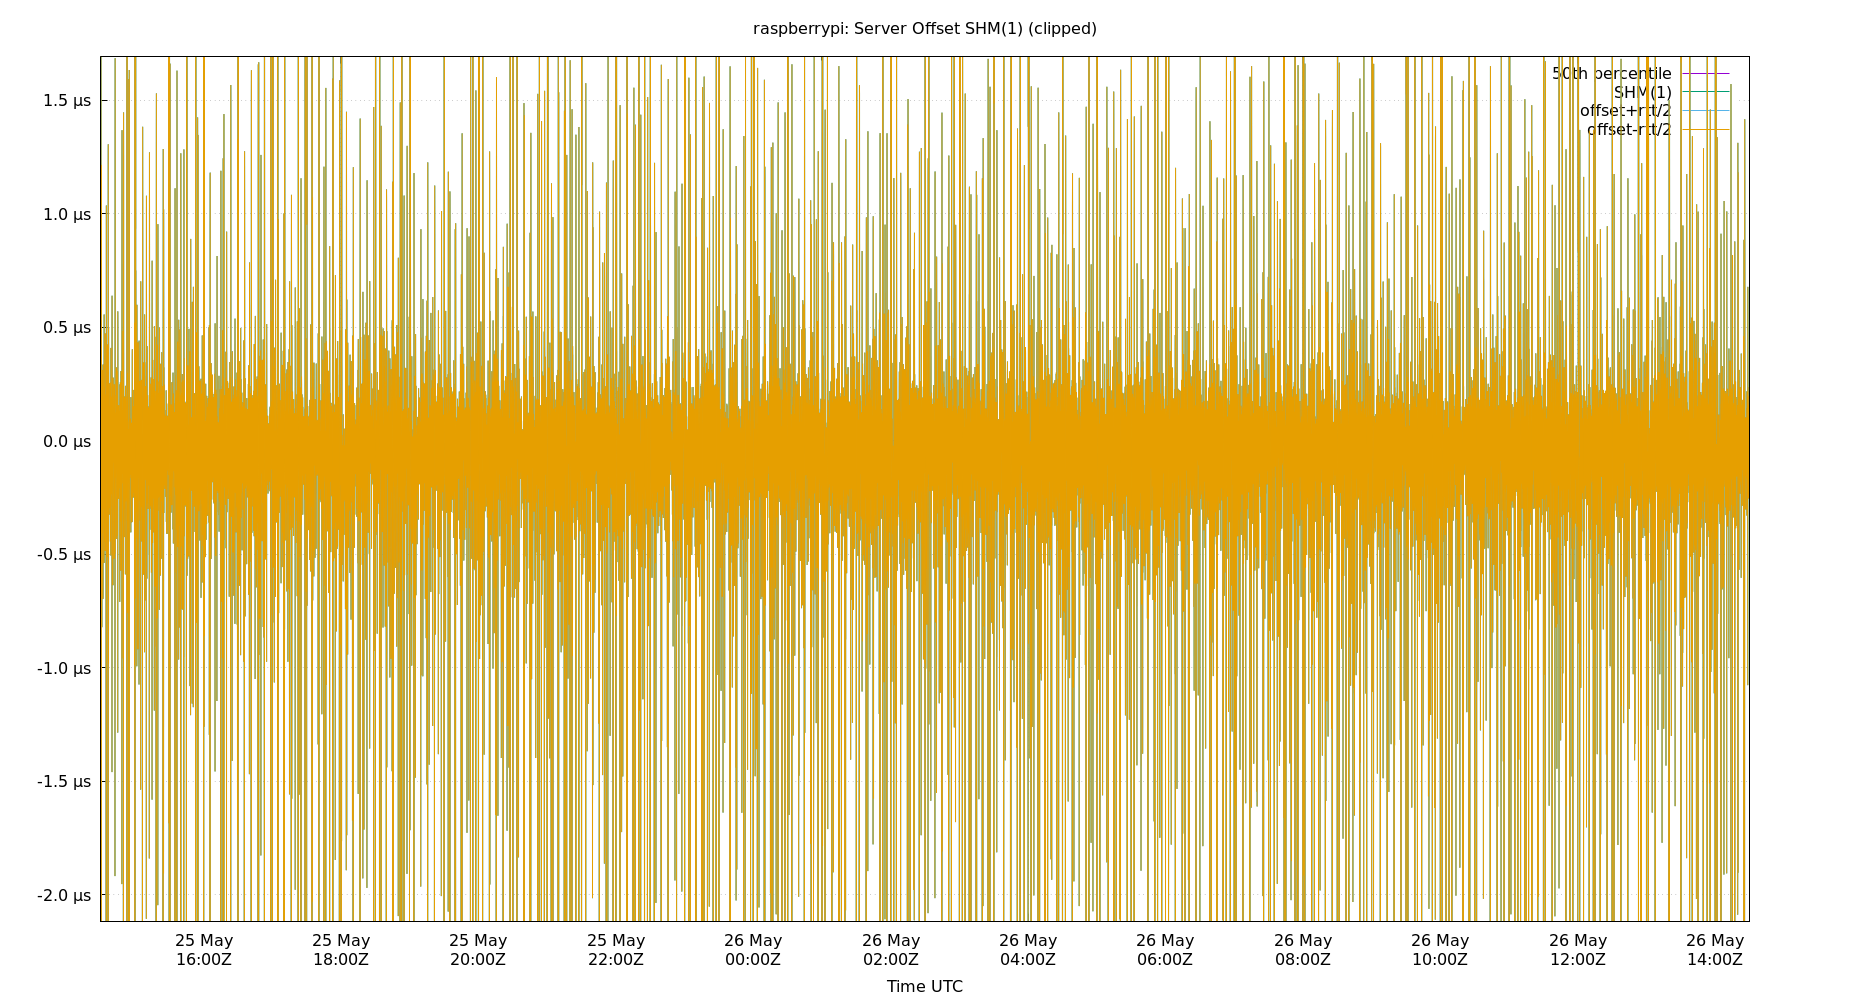 raspberrypi: Server Offset SHM(1) (clipped)
50th percentile
SHM(1)
offset+rtt/2
offset-rtt/2
1.5 µs
1.0 µs
0.5 µs
0.0 µs
-0.5 µs
-1.0 µs
-1.5 µs
-2.0 µs
25 May 25 May 25 May 25 May 26 May 26 May 26 May 26 May 26 May 26 May 26 May 26 May
16:00Z 18:00Z 20:00Z 22:00Z 00:00Z 02:00Z 04:00Z 06:00Z 08:00Z 10:00Z 12:00Z 14:00Z
Time UTC